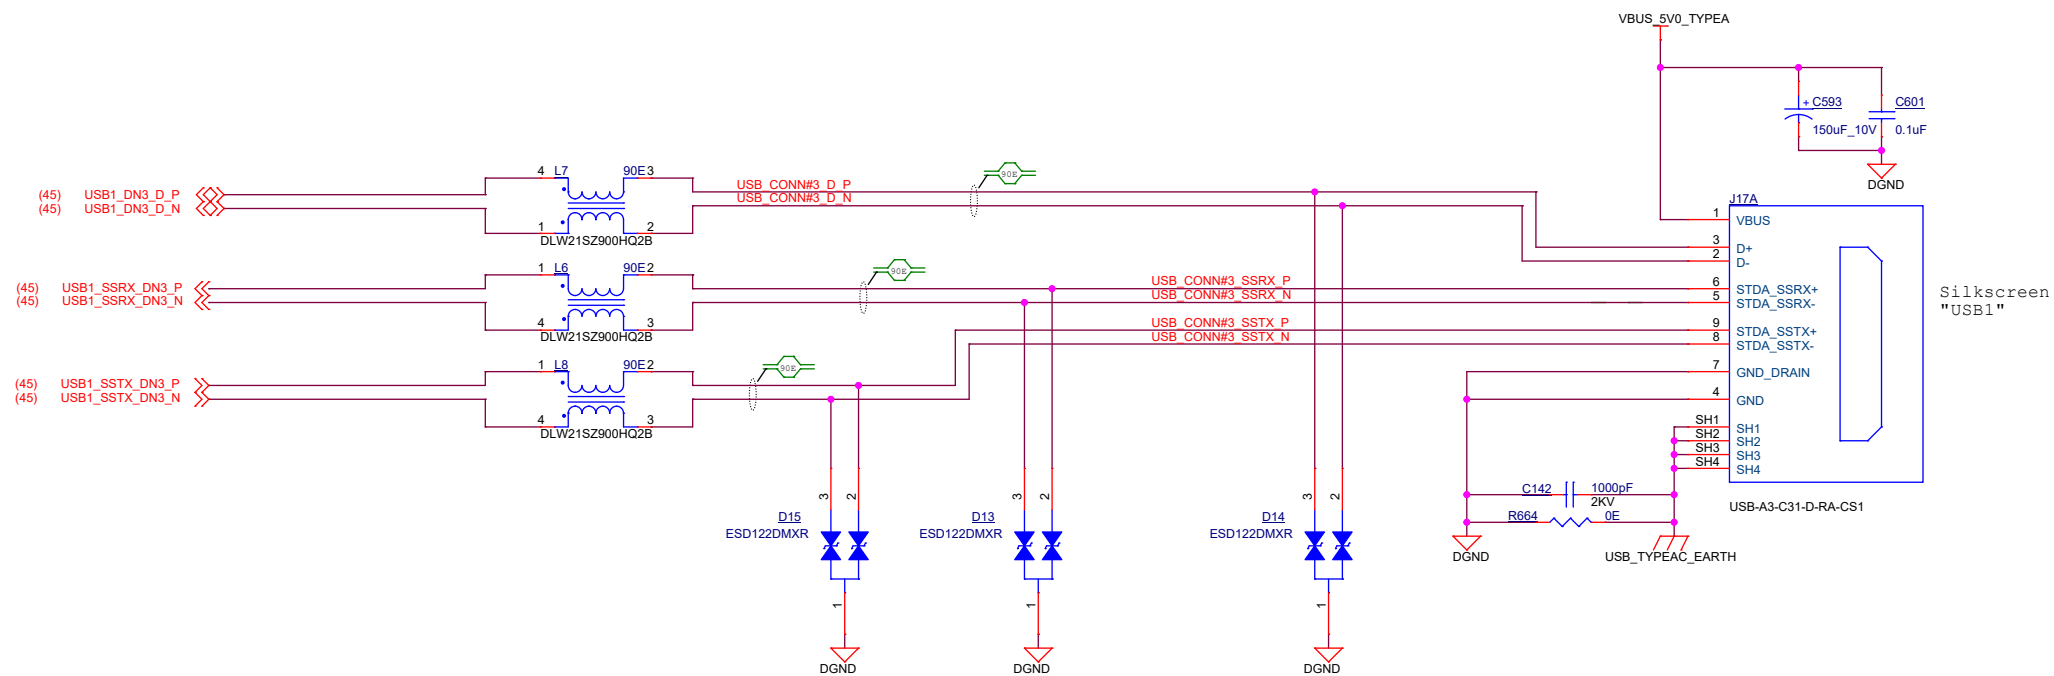 VBUS_5V0_TYPEA
+ C593
150uF_10V
C601
0.1uF
DGND
(45) USB1_DN3_D_P
(45) USB1_DN3_D_N
4 L7 90E 3
1 2
DLW21SZ900HQ2B
USB_CONN#3_D_P
USB_CONN#3_D_N
90E
(45) USB1_SSRX_DN3_P
(45) USB1_SSRX_DN3_N
1 L6 90E 2
4 3
DLW21SZ900HQ2B
90E
USB_CONN#3_SSRX_P
USB_CONN#3_SSRX_N
USB_CONN#3_SSTX_P
USB_CONN#3_SSTX_N
(45) USB1_SSTX_DN3_P
(45) USB1_SSTX_DN3_N
1 L8 90E 2
4 3
DLW21SZ900HQ2B
90E
J17A
1 VBUS
3 D+
2 D-
6 STDA_SSRX+
5 STDA_SSRX-
9 STDA_SSTX+
8 STDA_SSTX-
7 GND_DRAIN
4 GND
SH1 SH1
SH2 SH2
SH3 SH3
SH4 SH4
USB-A3-C31-D-RA-CS1
Silkscreen
"USB1"
C142 1000pF
2KV
R664 0E
DGND
USB_TYPEAC_EARTH
3 2
D15
ESD122DMXR
1
DGND
3 2
D13
ESD122DMXR
1
DGND
3 2
D14
ESD122DMXR
1
DGND